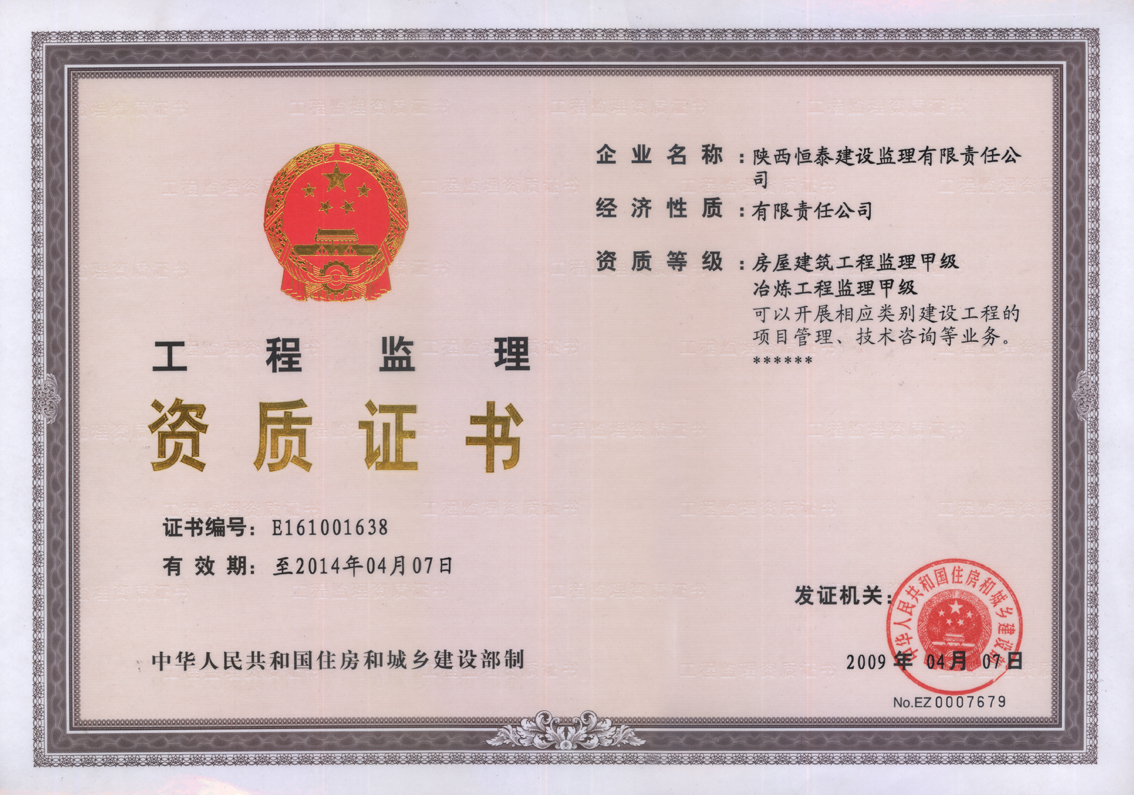 工程监理
资质证书
证书编号：E161001638
有效期：至2014年04月07日
中华人民共和国住房和城乡建设部制
企业名称：陕西恒泰建设监理有限责任公
司
经济性质：有限责任公司
资质等级：房屋建筑工程监理甲级
冶炼工程监理甲级
可以开展相应类别建设工程的
项目管理、技术咨询等业务。
******
发证机关：
中华人民共和国住房和城乡建设部
2009年04月07日
No.EZ0007679